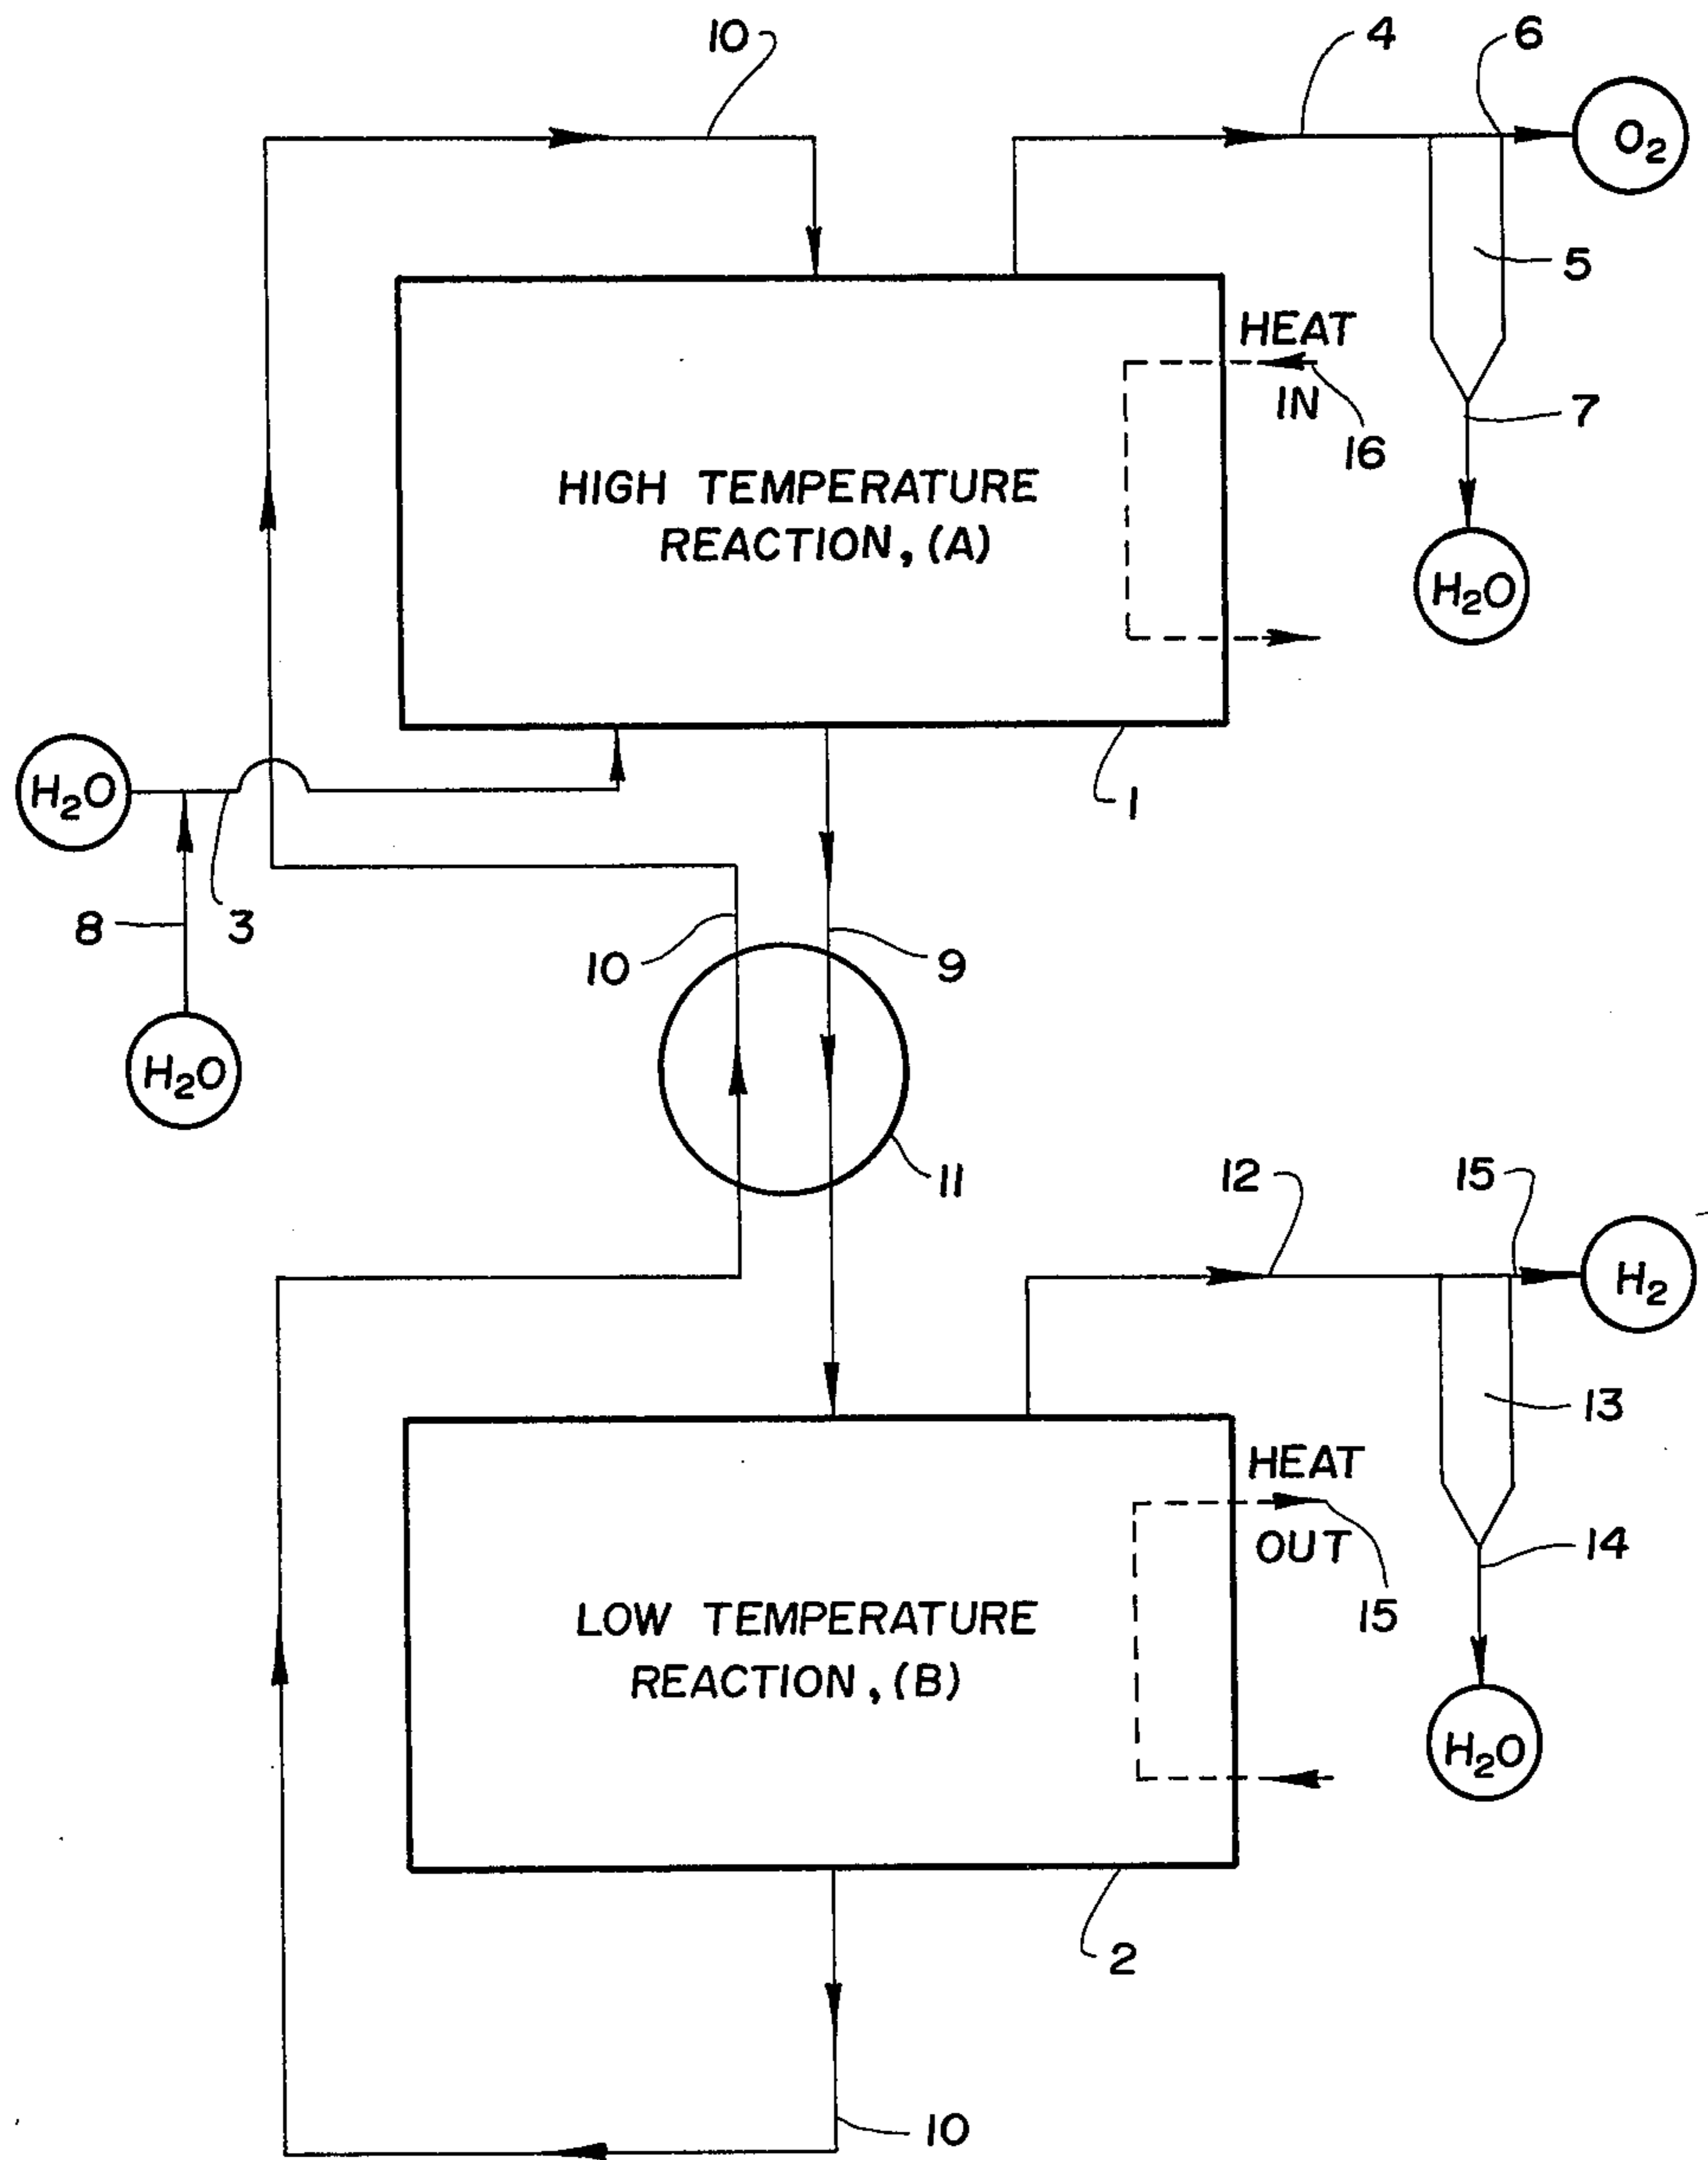 10
4
6
O2
5
HEAT
IN
16
7
HIGH TEMPERATURE
REACTION, (A)
H2O
H2O
1
3
8
10
9
H2O
11
12
15
H2
13
HEAT
OUT
14
15
LOW TEMPERATURE
REACTION, (B)
H2O
2
10